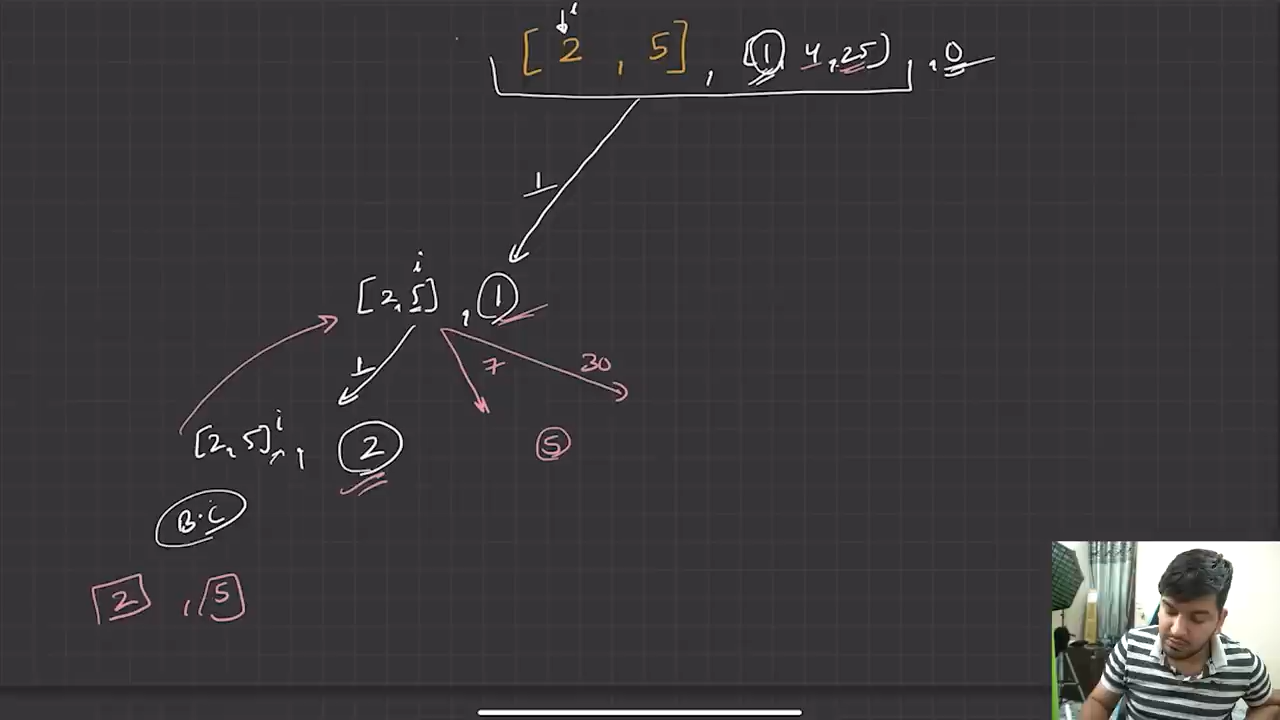 i
[ 2 , 5 ] , [ 1, 4, 25 ) , , 0
1
i
[ 2, 5 ] , 1
1 7 30
i
[ 2, 5 ] , 2 5
B.C
2 , 5